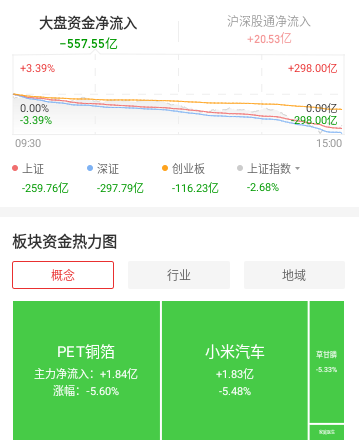 大盘资金净流入 沪深股通净流入
-557.55亿 +20.53亿
+3.39% +298.00亿
0.00% 0.00亿
-3.39% -298.00亿
09:30 15:00
上证 深证 创业板 上证指数
-259.76亿 -297.79亿 -116.23亿 -2.68%
板块资金热力图
概念 行业 地域
PET铜箔 小米汽车 草甘膦
主力净流入：+1.84亿 +1.83亿 -5.33%
涨幅：-5.60% -5.48%